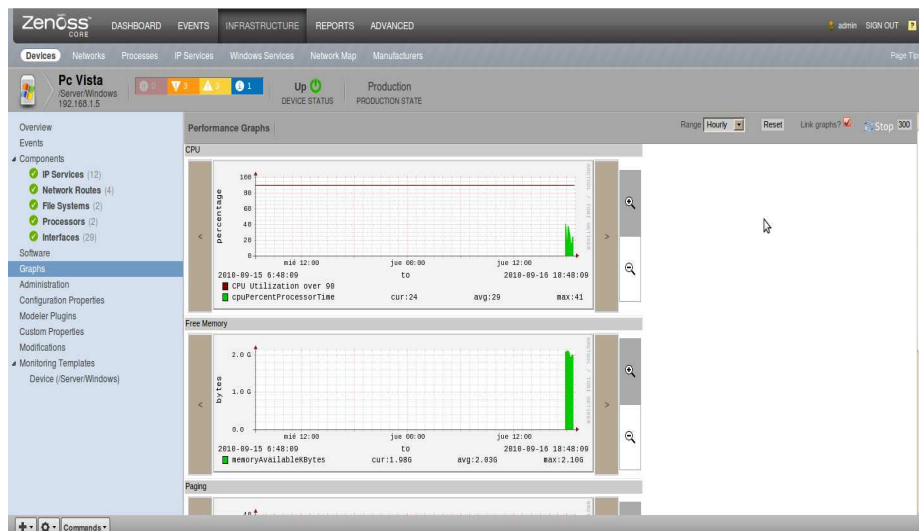 Zenoss CORE
DASHBOARD EVENTS INFRASTRUCTURE REPORTS ADVANCED
admin SIGN OUT ?
Devices Networks Processes IP Services Windows Services Network Map Manufacturers
Page Tips
Pc Vista
/Server/Windows
192.168.1.5
0 3 3 1
Up
DEVICE STATUS
Production
PRODUCTION STATE
Overview
Events
Components
IP Services (12)
Network Routes (4)
File Systems (2)
Processors (2)
Interfaces (29)
Software
Graphs
Administration
Configuration Properties
Modeler Plugins
Custom Properties
Modifications
Monitoring Templates
Device (/Server/Windows)
Performance Graphs
Range Hourly Reset Link graphs? Stop 300
CPU
percentage
100
80
60
40
20
0
mié 12:00 jue 00:00 jue 12:00
2010-09-15 6:48:09 to 2010-09-16 18:48:09
CPU Utilization over 90
cpuPercentProcessorTime cur:24 avg:29 max:41
RRDTOOL / TOBI OETIKER
< >
Free Memory
bytes
2.0 G
1.0 G
0.0
mié 12:00 jue 00:00 jue 12:00
2010-09-15 6:48:09 to 2010-09-16 18:48:09
memoryAvailableKBytes cur:1.98G avg:2.03G max:2.10G
RRDTOOL / TOBI OETIKER
< >
Paging
40
Commands